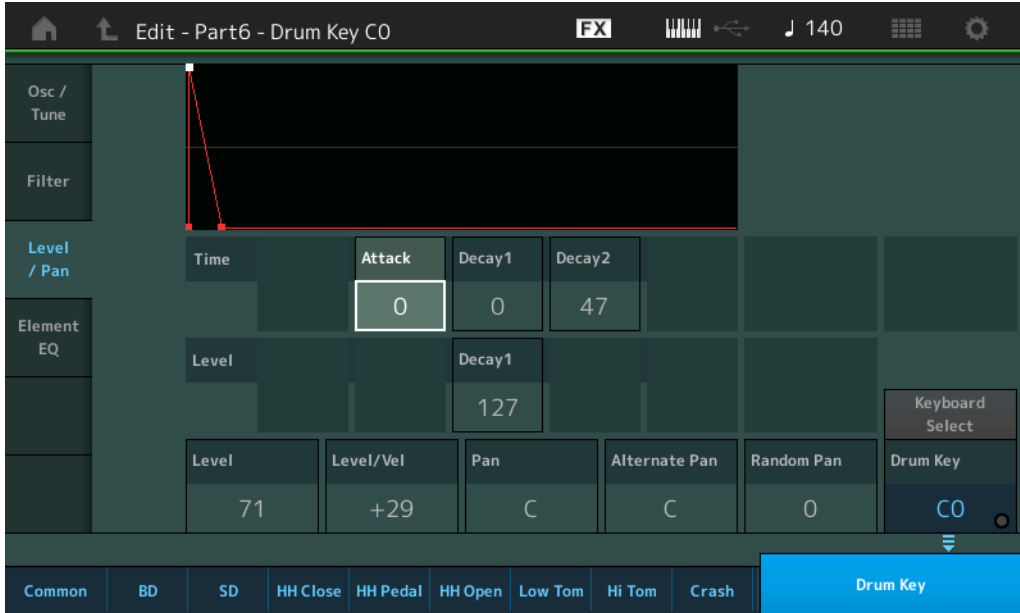 Edit - Part6 - Drum Key C0
FX
♩ 140
Osc /
Tune
Filter
Level
/ Pan
Element
EQ
Time
Attack
Decay1
Decay2
0
0
47
Level
Decay1
127
Keyboard
Select
Level
Level/Vel
Pan
Alternate Pan
Random Pan
Drum Key
71
+29
C
C
0
C0
Common
BD
SD
HH Close
HH Pedal
HH Open
Low Tom
Hi Tom
Crash
Drum Key